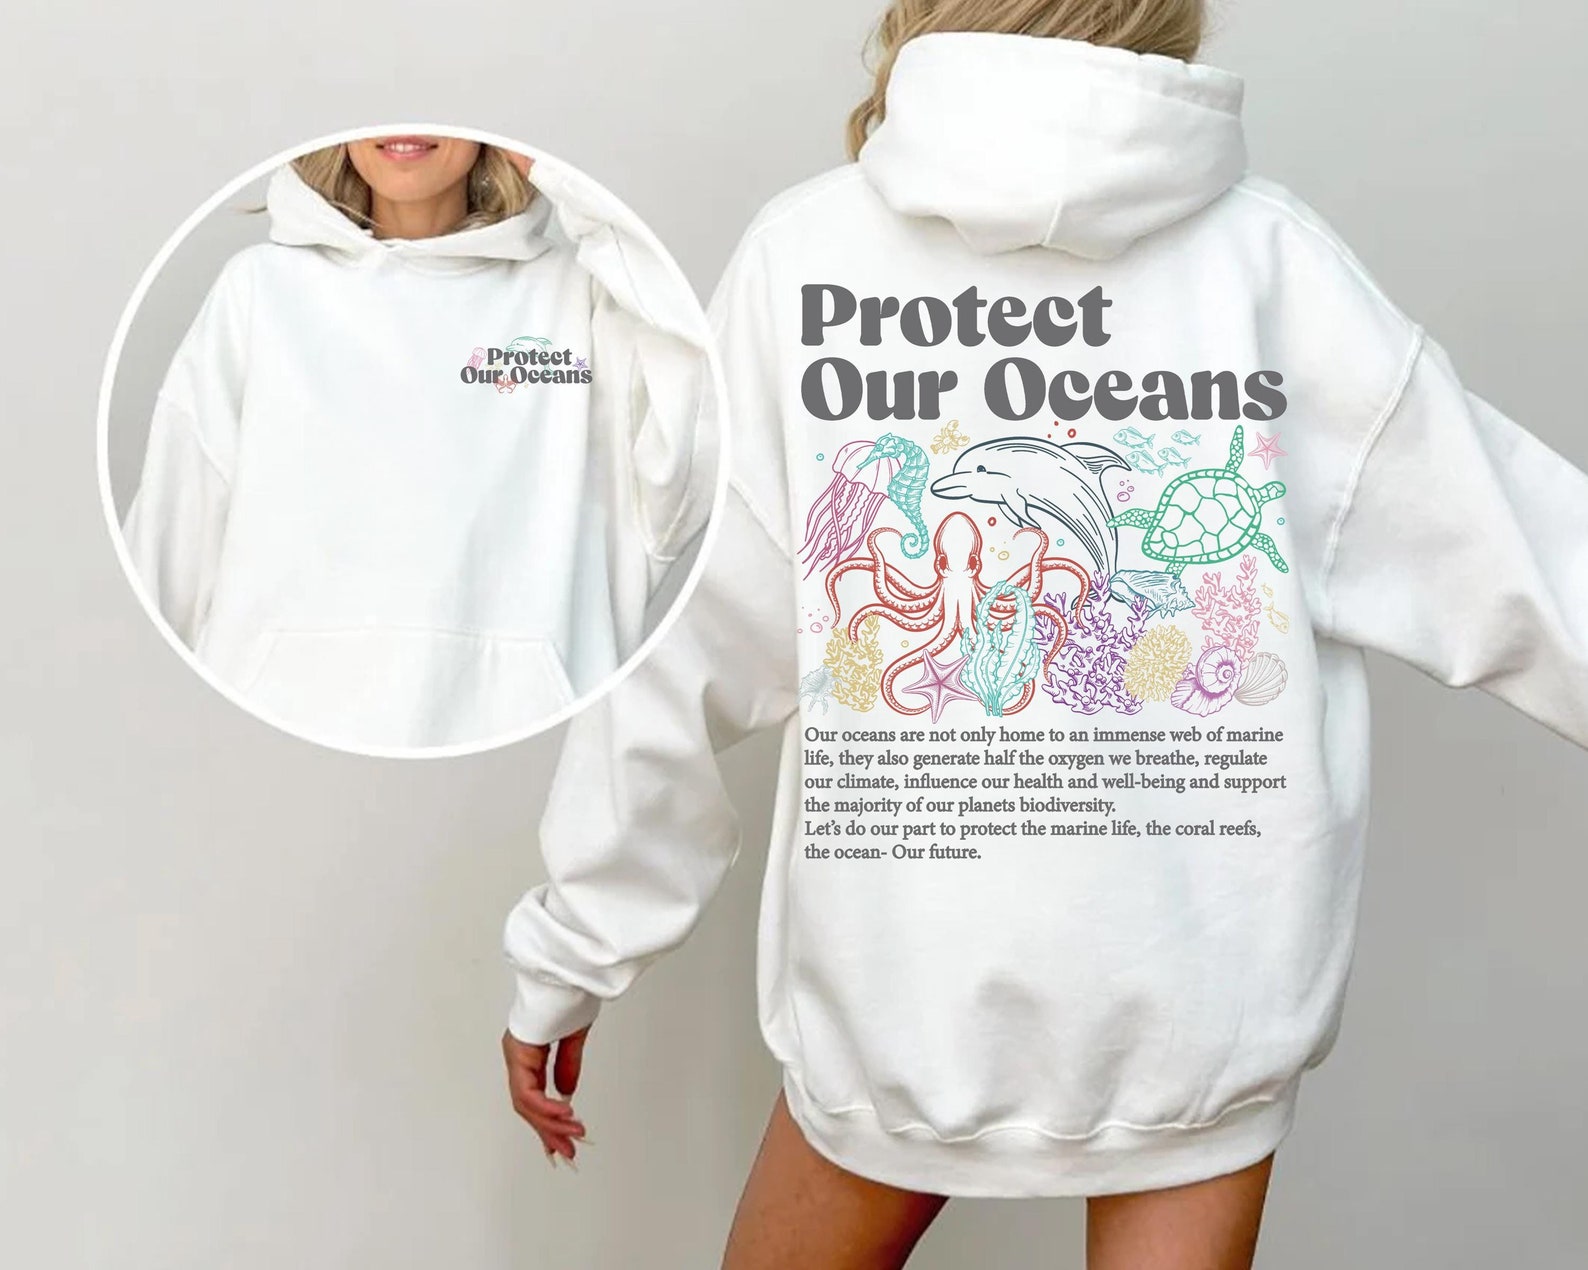 Protect
Our Oceans
Protect
Our Oceans
Our oceans are not only home to an immense web of marine
life, they also generate half the oxygen we breathe, regulate
our climate, influence our health and well-being and support
the majority of our planets biodiversity.
Let's do our part to protect the marine life, the coral reefs,
the ocean- Our future.